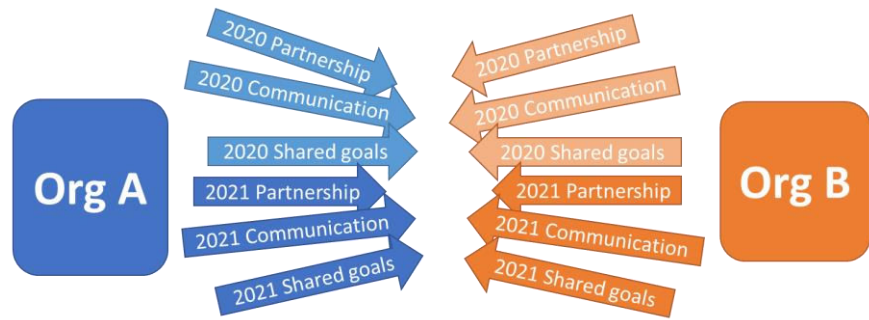 Org A
2020 Partnership
2020 Communication
2020 Shared goals
2021 Partnership
2021 Communication
2021 Shared goals
2020 Partnership
2020 Communication
2020 Shared goals
2021 Partnership
2021 Communication
2021 Shared goals
Org B